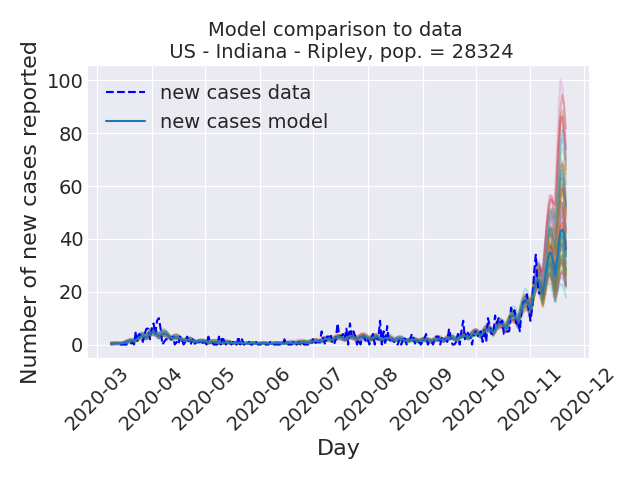 Model comparison to data
US - Indiana - Ripley, pop. = 28324
Number of new cases reported
100
80
60
40
20
0
new cases data
new cases model
2020-03
2020-04
2020-05
2020-06
2020-07
2020-08
2020-09
2020-10
2020-11
2020-12
Day